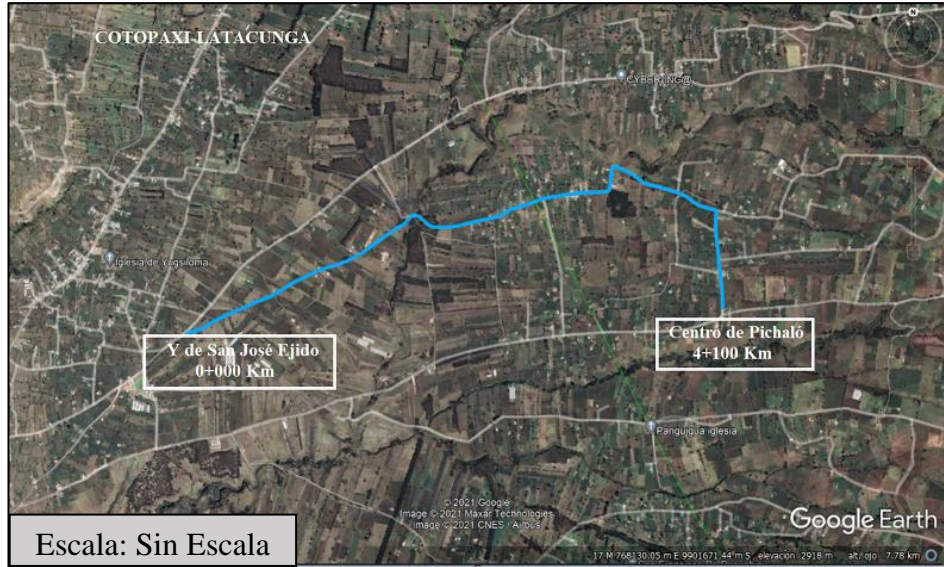 COTOPAXI LATACUNGA
N
CYBER ING@
Iglesia de Yugsiloma
Y de San José Ejido
0+000 Km
Centro de Pichaló
4+100 Km
Panguigua iglesia
© 2021 Google
Image © 2021 Maxar Technologies
Image © 2021 CNES / Airbus
Google Earth
Escala: Sin Escala
17 M 768130.05 m E 9901671.44 m S elevación 2918 m alt. ojo 7.78 km